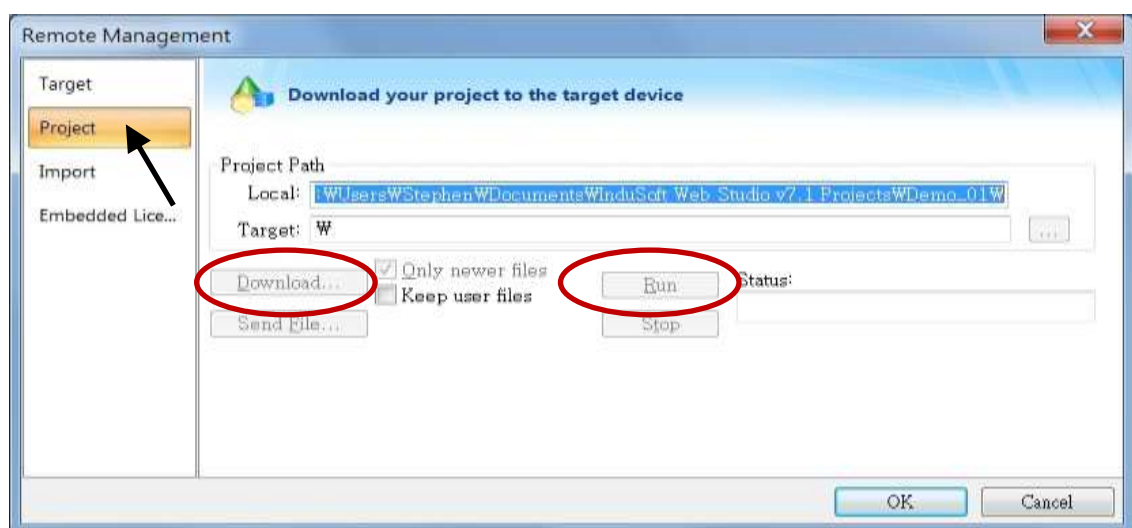 Remote Management
Target
Project
Import
Embedded Lice...
Download your project to the target device
Project Path
Local: :₩Users₩Stephen₩Documents₩InduSoft Web Studio v7.1 Projects₩Demo_01₩
Target: ₩
...
Download...
Only newer files
Keep user files
Run
Status:
Send File...
Stop
OK
Cancel